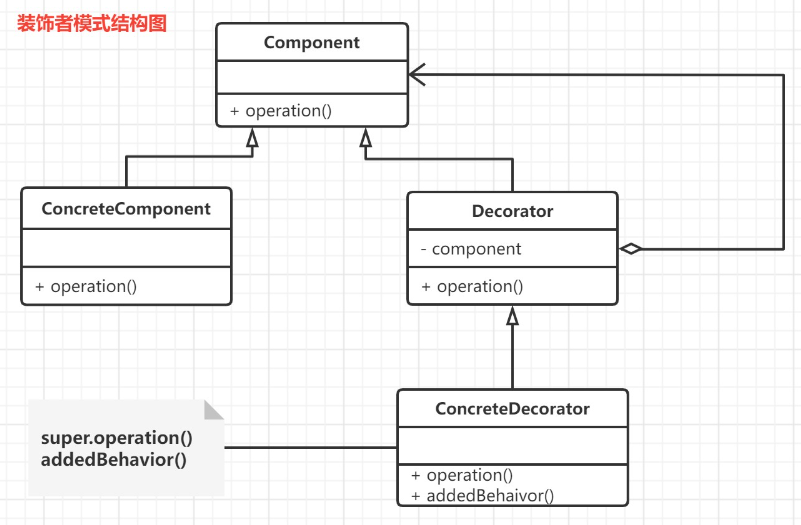 装饰者模式结构图
Component
+ operation()
ConcreteComponent
+ operation()
Decorator
- component
+ operation()
ConcreteDecorator
+ operation()
+ addedBehaivor()
super.operation()
addedBehavior()